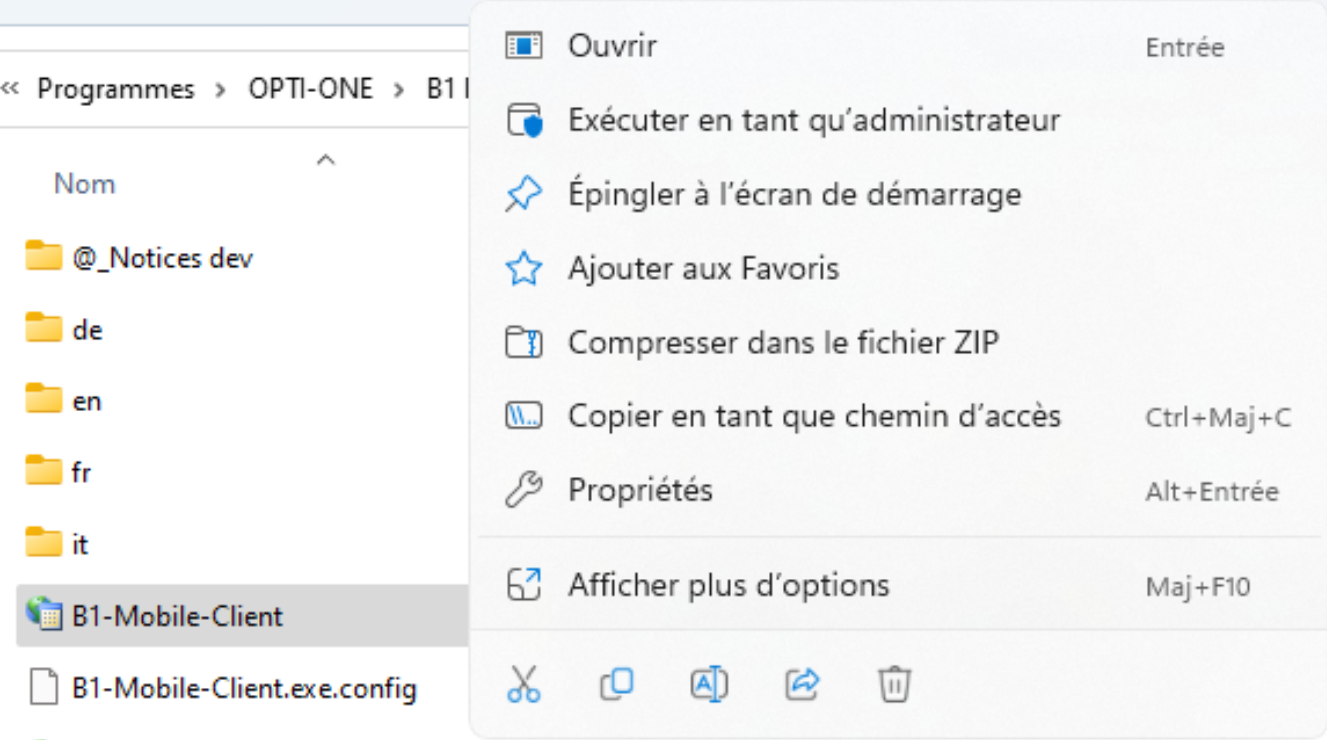 « Programmes > OPTI-ONE > B1
Nom
@_Notices dev
de
en
fr
it
B1-Mobile-Client
B1-Mobile-Client.exe.config
Ouvrir Entrée
Exécuter en tant qu’administrateur
Épingler à l’écran de démarrage
Ajouter aux Favoris
Compresser dans le fichier ZIP
Copier en tant que chemin d’accès Ctrl+Maj+C
Propriétés Alt+Entrée
Afficher plus d’options Maj+F10